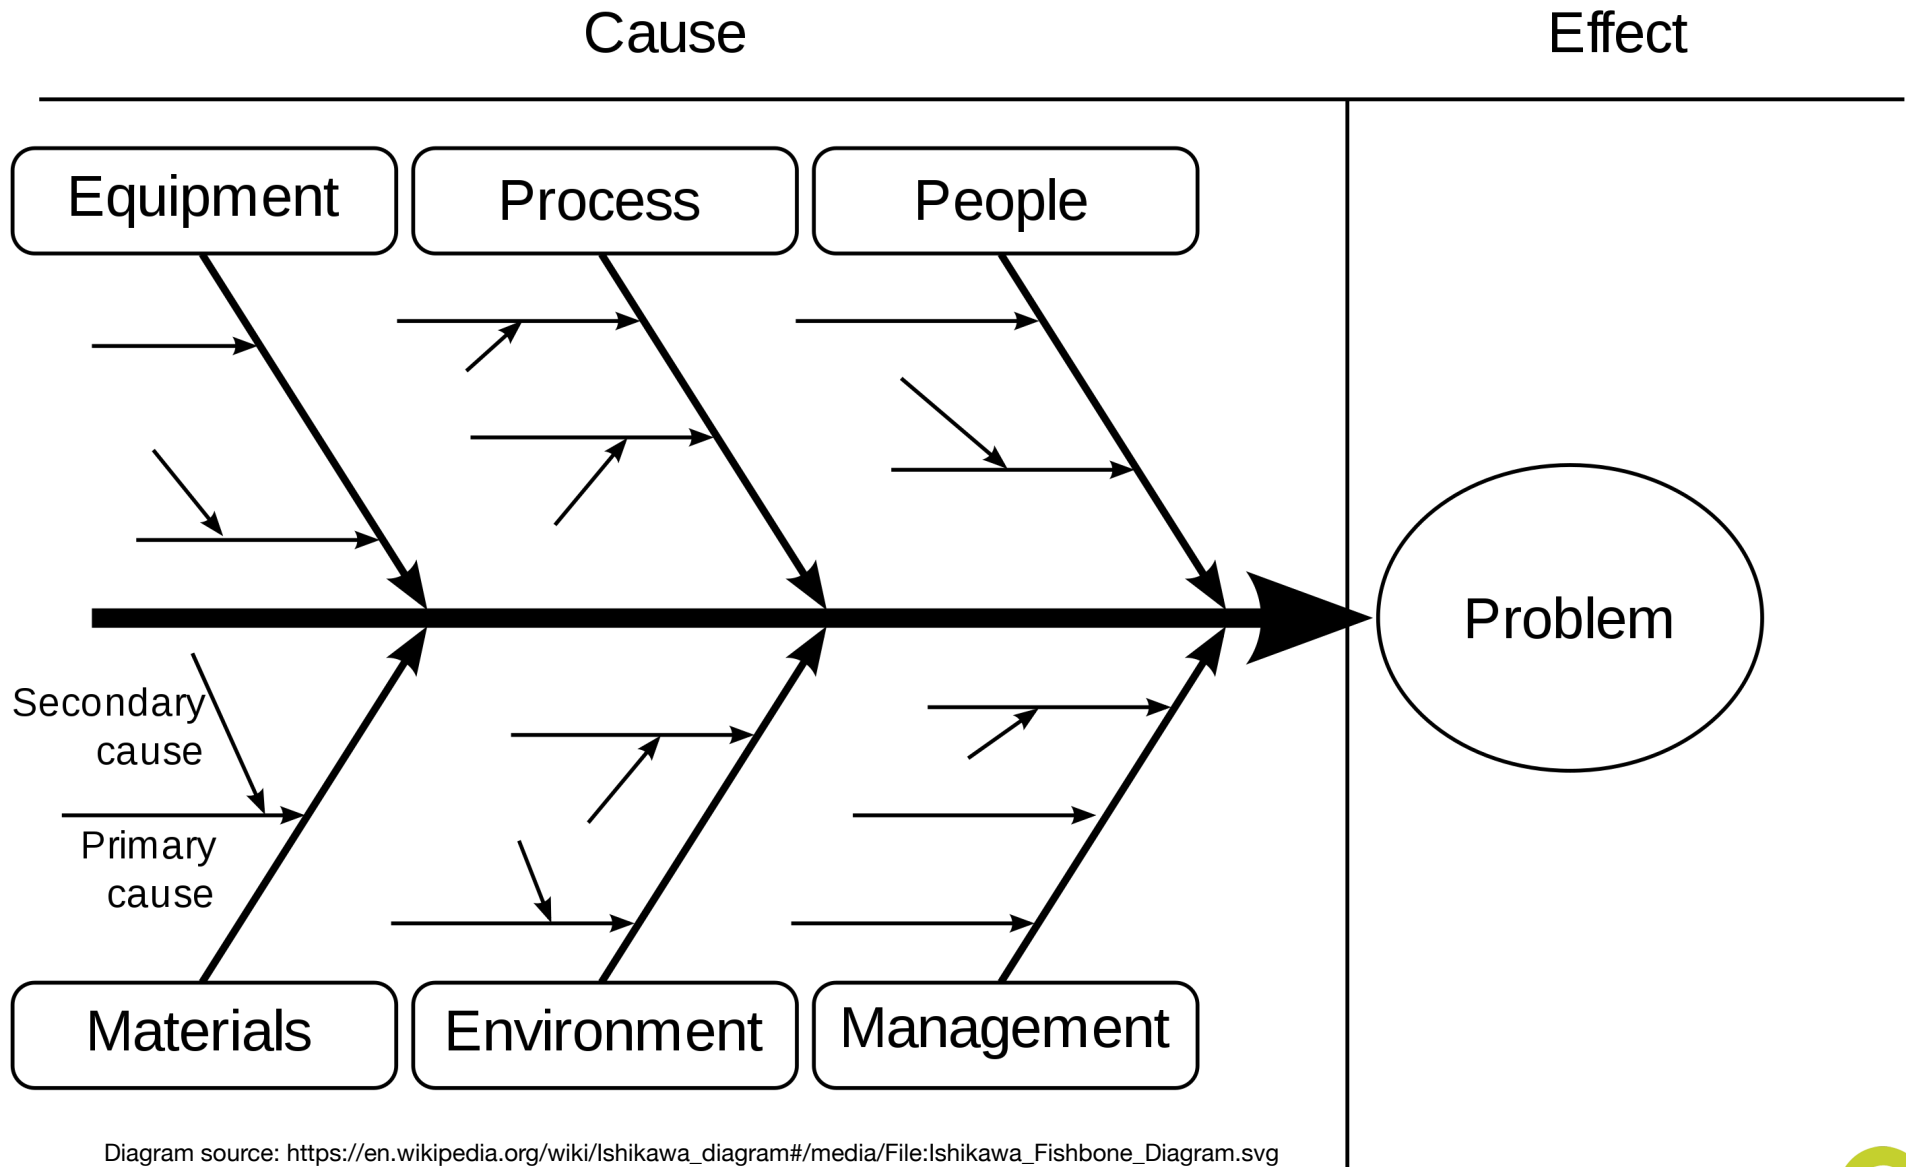 Cause
Effect
Equipment
Process
People
Problem
Secondary
cause
Primary
cause
Materials
Environment
Management
Diagram source: https://en.wikipedia.org/wiki/Ishikawa_diagram#/media/File:Ishikawa_Fishbone_Diagram.svg